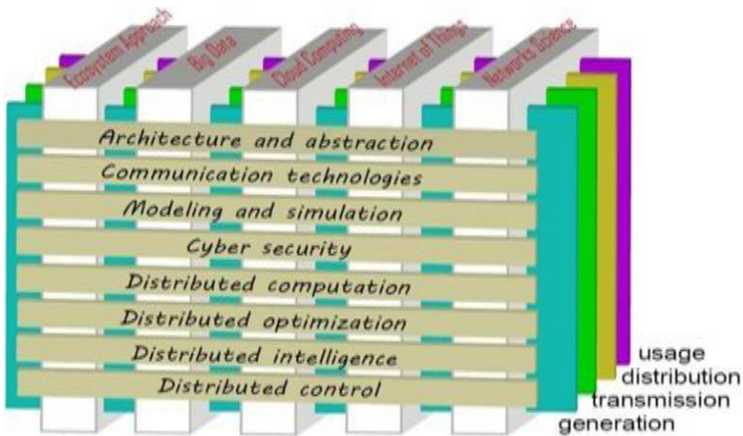 Ecosystem Approach
Big Data
Cloud Computing
Internet of Things
Networks Science
Architecture and abstraction
Communication technologies
Modeling and simulation
Cyber security
Distributed computation
Distributed optimization
Distributed intelligence
Distributed control
usage
distribution
transmission
generation